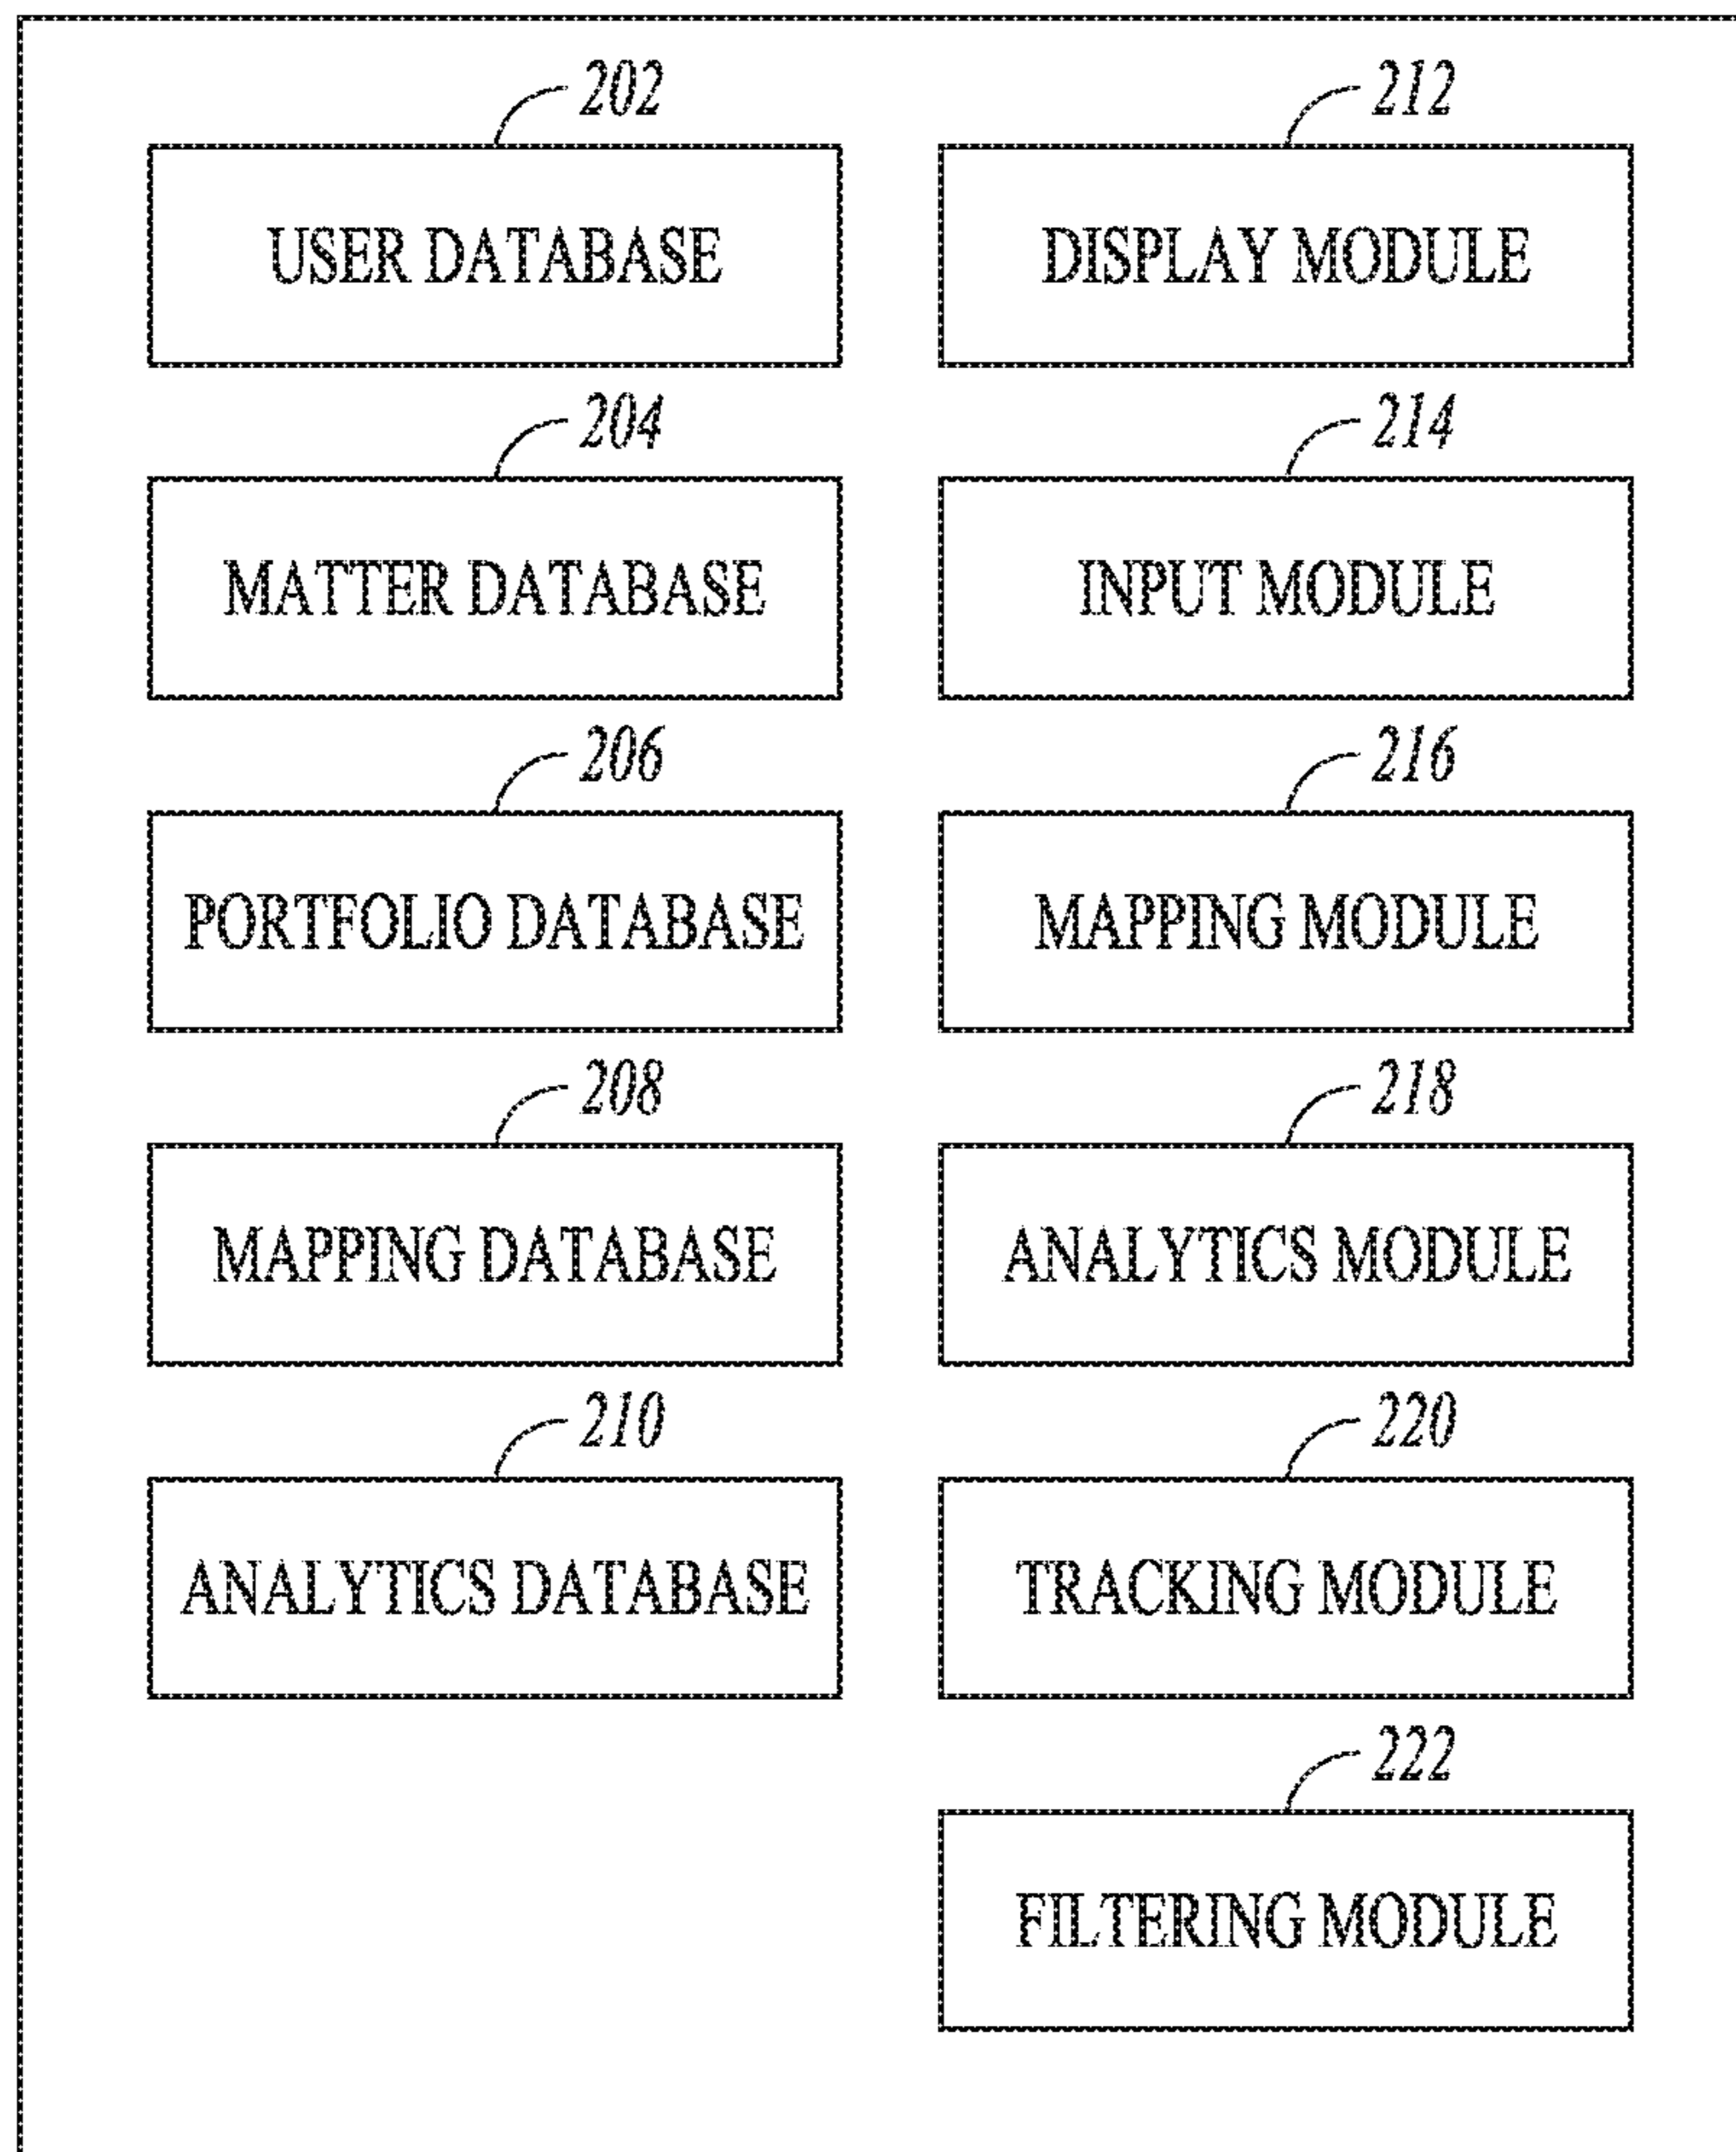 202
USER DATABASE
212
DISPLAY MODULE
204
MATTER DATABASE
214
INPUT MODULE
206
PORTFOLIO DATABASE
216
MAPPING MODULE
208
MAPPING DATABASE
218
ANALYTICS MODULE
210
ANALYTICS DATABASE
220
TRACKING MODULE
222
FILTERING MODULE